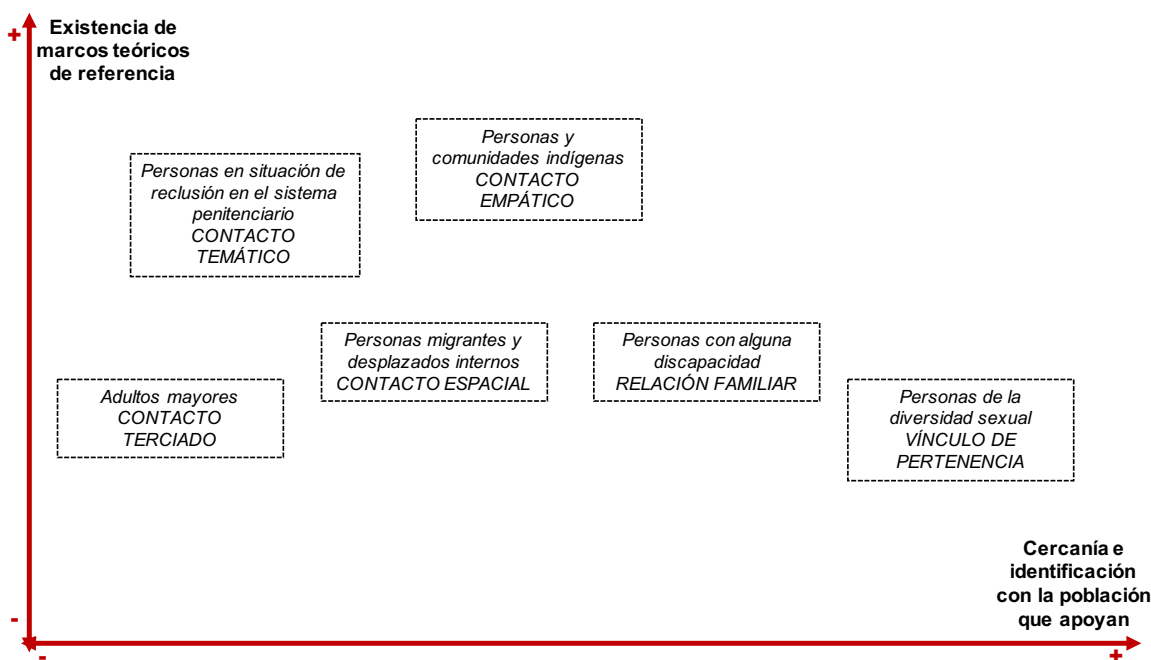 +
Existencia de
marcos teóricos
de referencia
Personas y
comunidades indígenas
CONTACTO
EMPÁTICO
Personas en situación de
reclusión en el sistema
penitenciario
CONTACTO
TEMÁTICO
Personas migrantes y
desplazados internos
CONTACTO ESPACIAL
Personas con alguna
discapacidad
RELACIÓN FAMILIAR
Adultos mayores
CONTACTO
TERCIADO
Personas de la
diversidad sexual
VÍNCULO DE
PERTENENCIA
Cercanía e
identificación
con la población
que apoyan
-
-
+